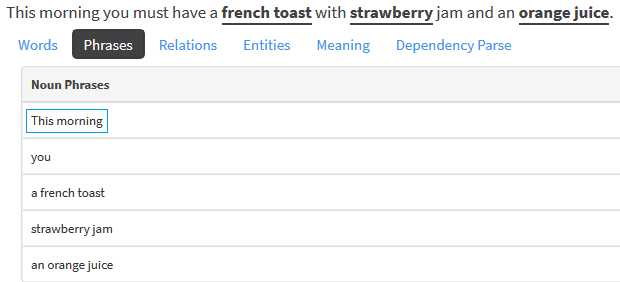 This morning you must have a french toast with strawberry jam and an orange juice.
Words Phrases Relations Entities Meaning Dependency Parse
Noun Phrases
This morning
you
a french toast
strawberry jam
an orange juice